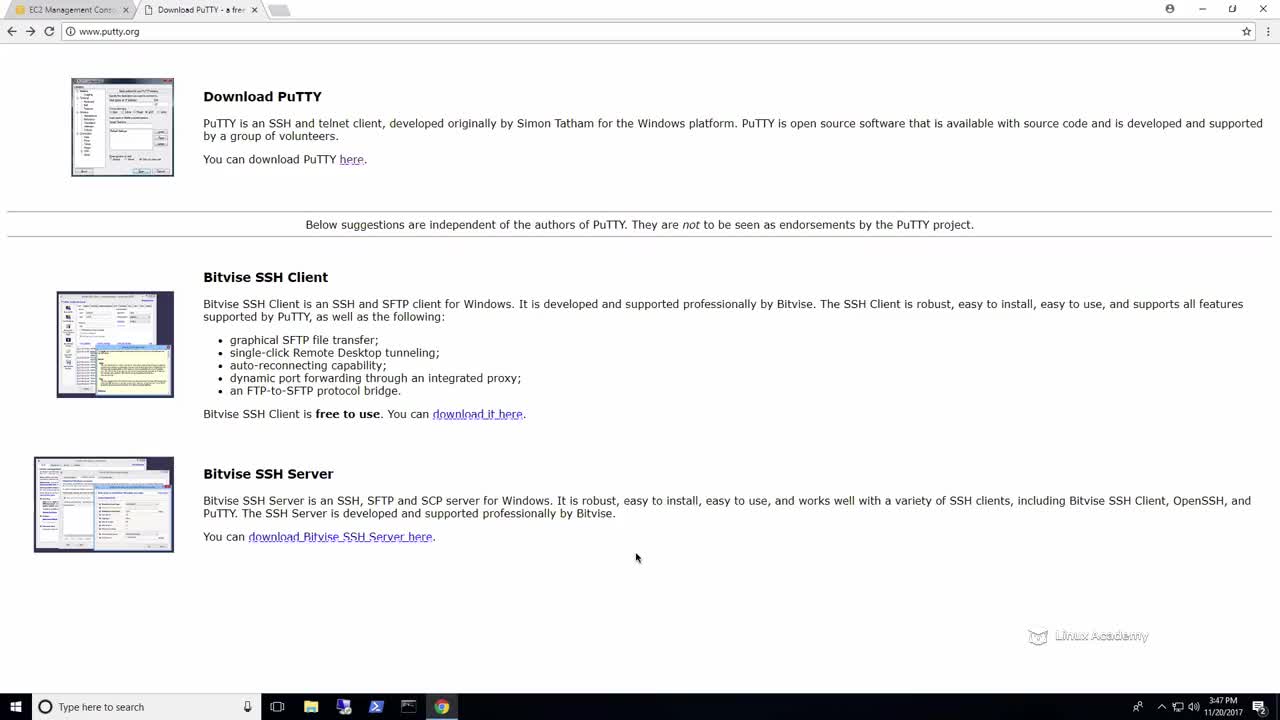 EC2 Management Conso
Download PuTTY - a free
www.putty.org
Download PuTTY
PuTTY is an SSH and telnet client, developed originally by Simon Tatham for the Windows platform. PuTTY is open source software that is available with source code and is developed and supported
by a group of volunteers.
You can download PuTTY here.
Below suggestions are independent of the authors of PuTTY. They are not to be seen as endorsements by the PuTTY project.
Bitvise SSH Client
Bitvise SSH Client is an SSH and SFTP client for Windows. It is developed and supported professionally by Bitvise. The SSH Client is robust, easy to install, easy to use, and supports all features
supported by PuTTY, as well as the following:
• graphical SFTP file transfer;
• single-click Remote Desktop tunneling;
• auto-reconnecting capability;
• dynamic port forwarding through an integrated proxy;
• an FTP-to-SFTP protocol bridge.
Bitvise SSH Client is free to use. You can download it here.
Bitvise SSH Server
Bitvise SSH Server is an SSH, SFTP and SCP server for Windows. It is robust, easy to install, easy to use, and works well with a variety of SSH clients, including Bitvise SSH Client, OpenSSH, and
PuTTY. The SSH Server is developed and supported professionally by Bitvise.
You can download Bitvise SSH Server here.
Linux Academy
Type here to search
3:47 PM
11/20/2017
2